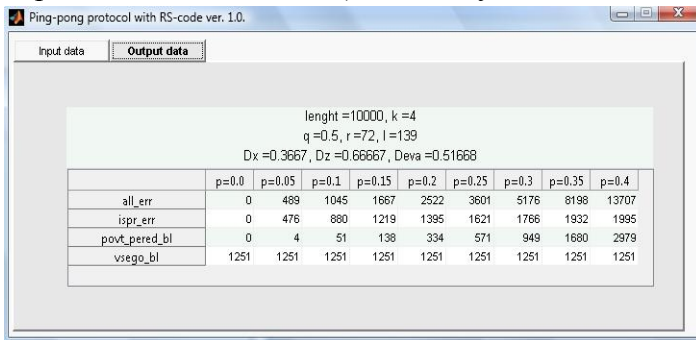 Ping-pong protocol with RS-code ver. 1.0.
Input data Output data
lenght =10000, k =4
q =0.5, r =72, l =139
Dx =0.3667, Dz =0.66667, Deva =0.51668
p=0.0 p=0.05 p=0.1 p=0.15 p=0.2 p=0.25 p=0.3 p=0.35 p=0.4
all_err 0 489 1045 1667 2522 3601 5176 8198 13707
ispr_err 0 476 880 1219 1395 1621 1766 1932 1995
povt_pered_bl 0 4 51 138 334 571 949 1680 2979
vsego_bl 1251 1251 1251 1251 1251 1251 1251 1251 1251